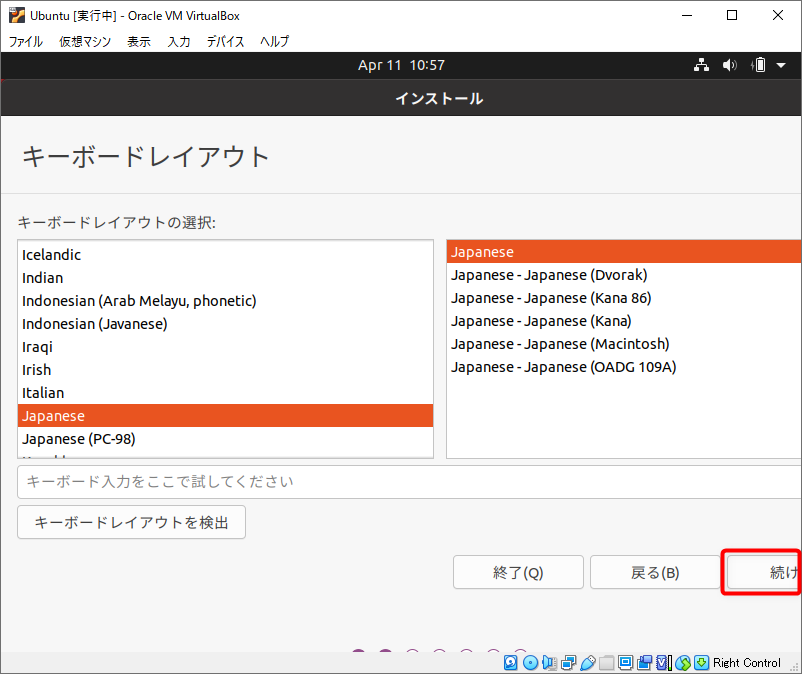 Ubuntu [実行中] - Oracle VM VirtualBox
ファイル 仮想マシン 表示 入力 デバイス ヘルプ
Apr 11 10:57
インストール
キーボードレイアウト
キーボードレイアウトの選択:
Icelandic
Indian
Indonesian (Arab Melayu, phonetic)
Indonesian (Javanese)
Iraqi
Irish
Italian
Japanese
Japanese (PC-98)
Japanese
Japanese - Japanese (Dvorak)
Japanese - Japanese (Kana 86)
Japanese - Japanese (Kana)
Japanese - Japanese (Macintosh)
Japanese - Japanese (OADG 109A)
キーボード入力をここで試してください
キーボードレイアウトを検出
終了(Q) 戻る(B) 続け
Right Control